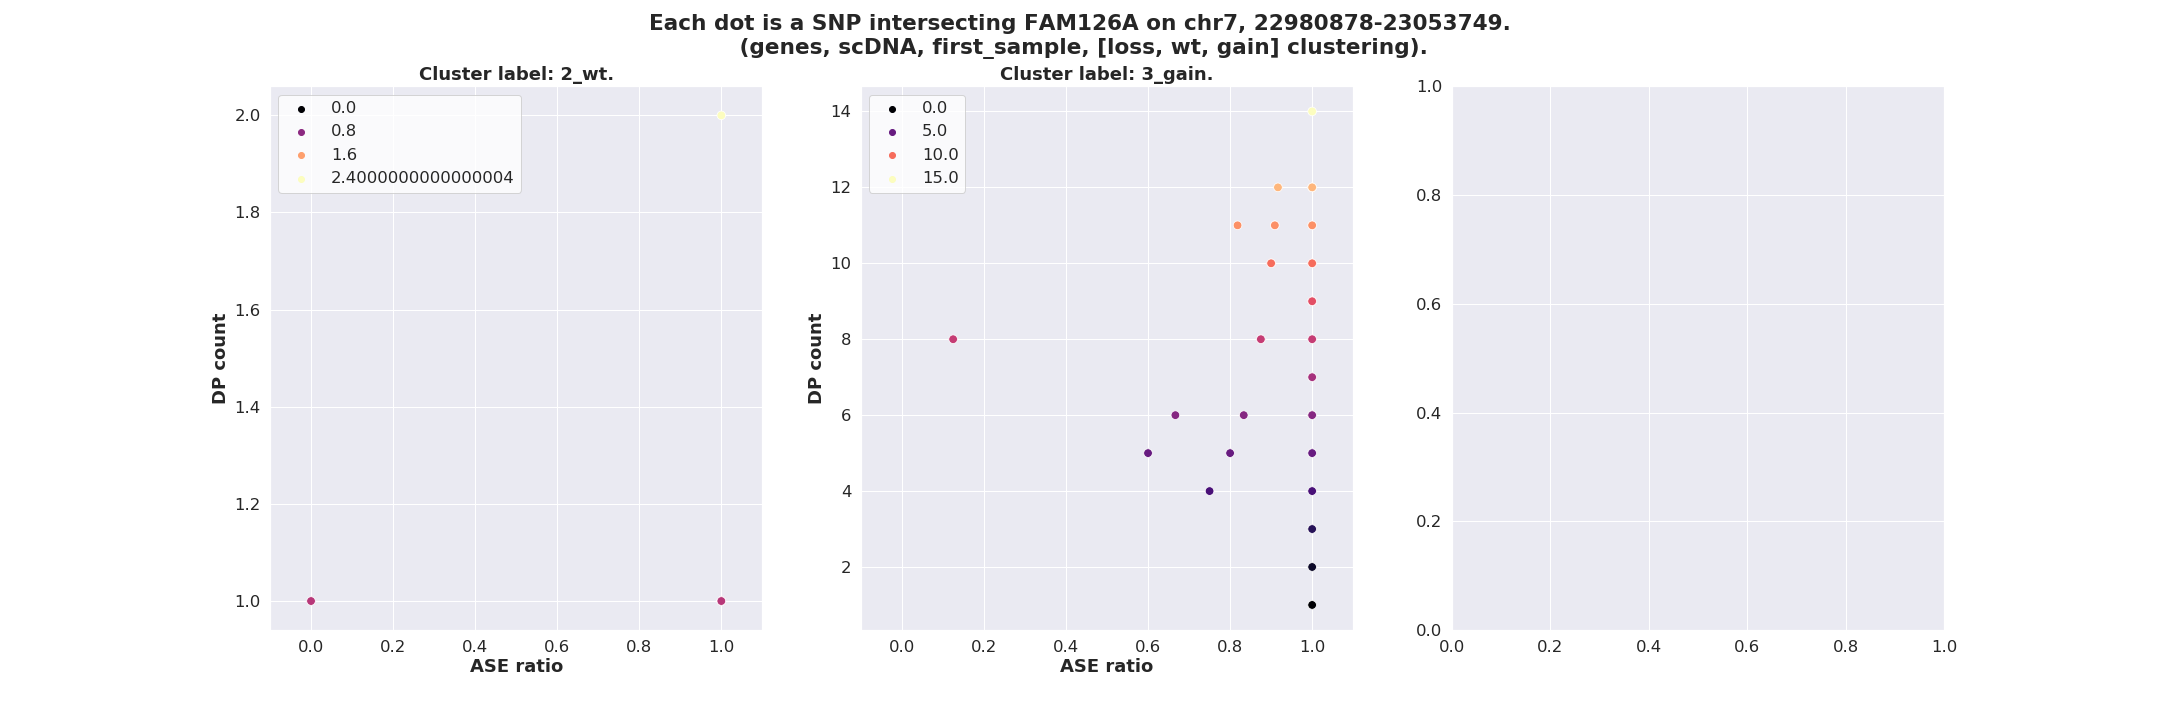 Each dot is a SNP intersecting FAM126A on chr7, 22980878-23053749.
(genes, scDNA, first_sample, [loss, wt, gain] clustering).
Cluster label: 2_wt.
0.0
0.8
1.6
2.4000000000000004
2.0
1.8
1.6
1.4
1.2
1.0
DP count
0.0 0.2 0.4 0.6 0.8 1.0
ASE ratio
Cluster label: 3_gain.
0.0
5.0
10.0
15.0
14
12
10
8
6
4
2
DP count
0.0 0.2 0.4 0.6 0.8 1.0
ASE ratio
1.0
0.8
0.6
0.4
0.2
0.0
0.0 0.2 0.4 0.6 0.8 1.0